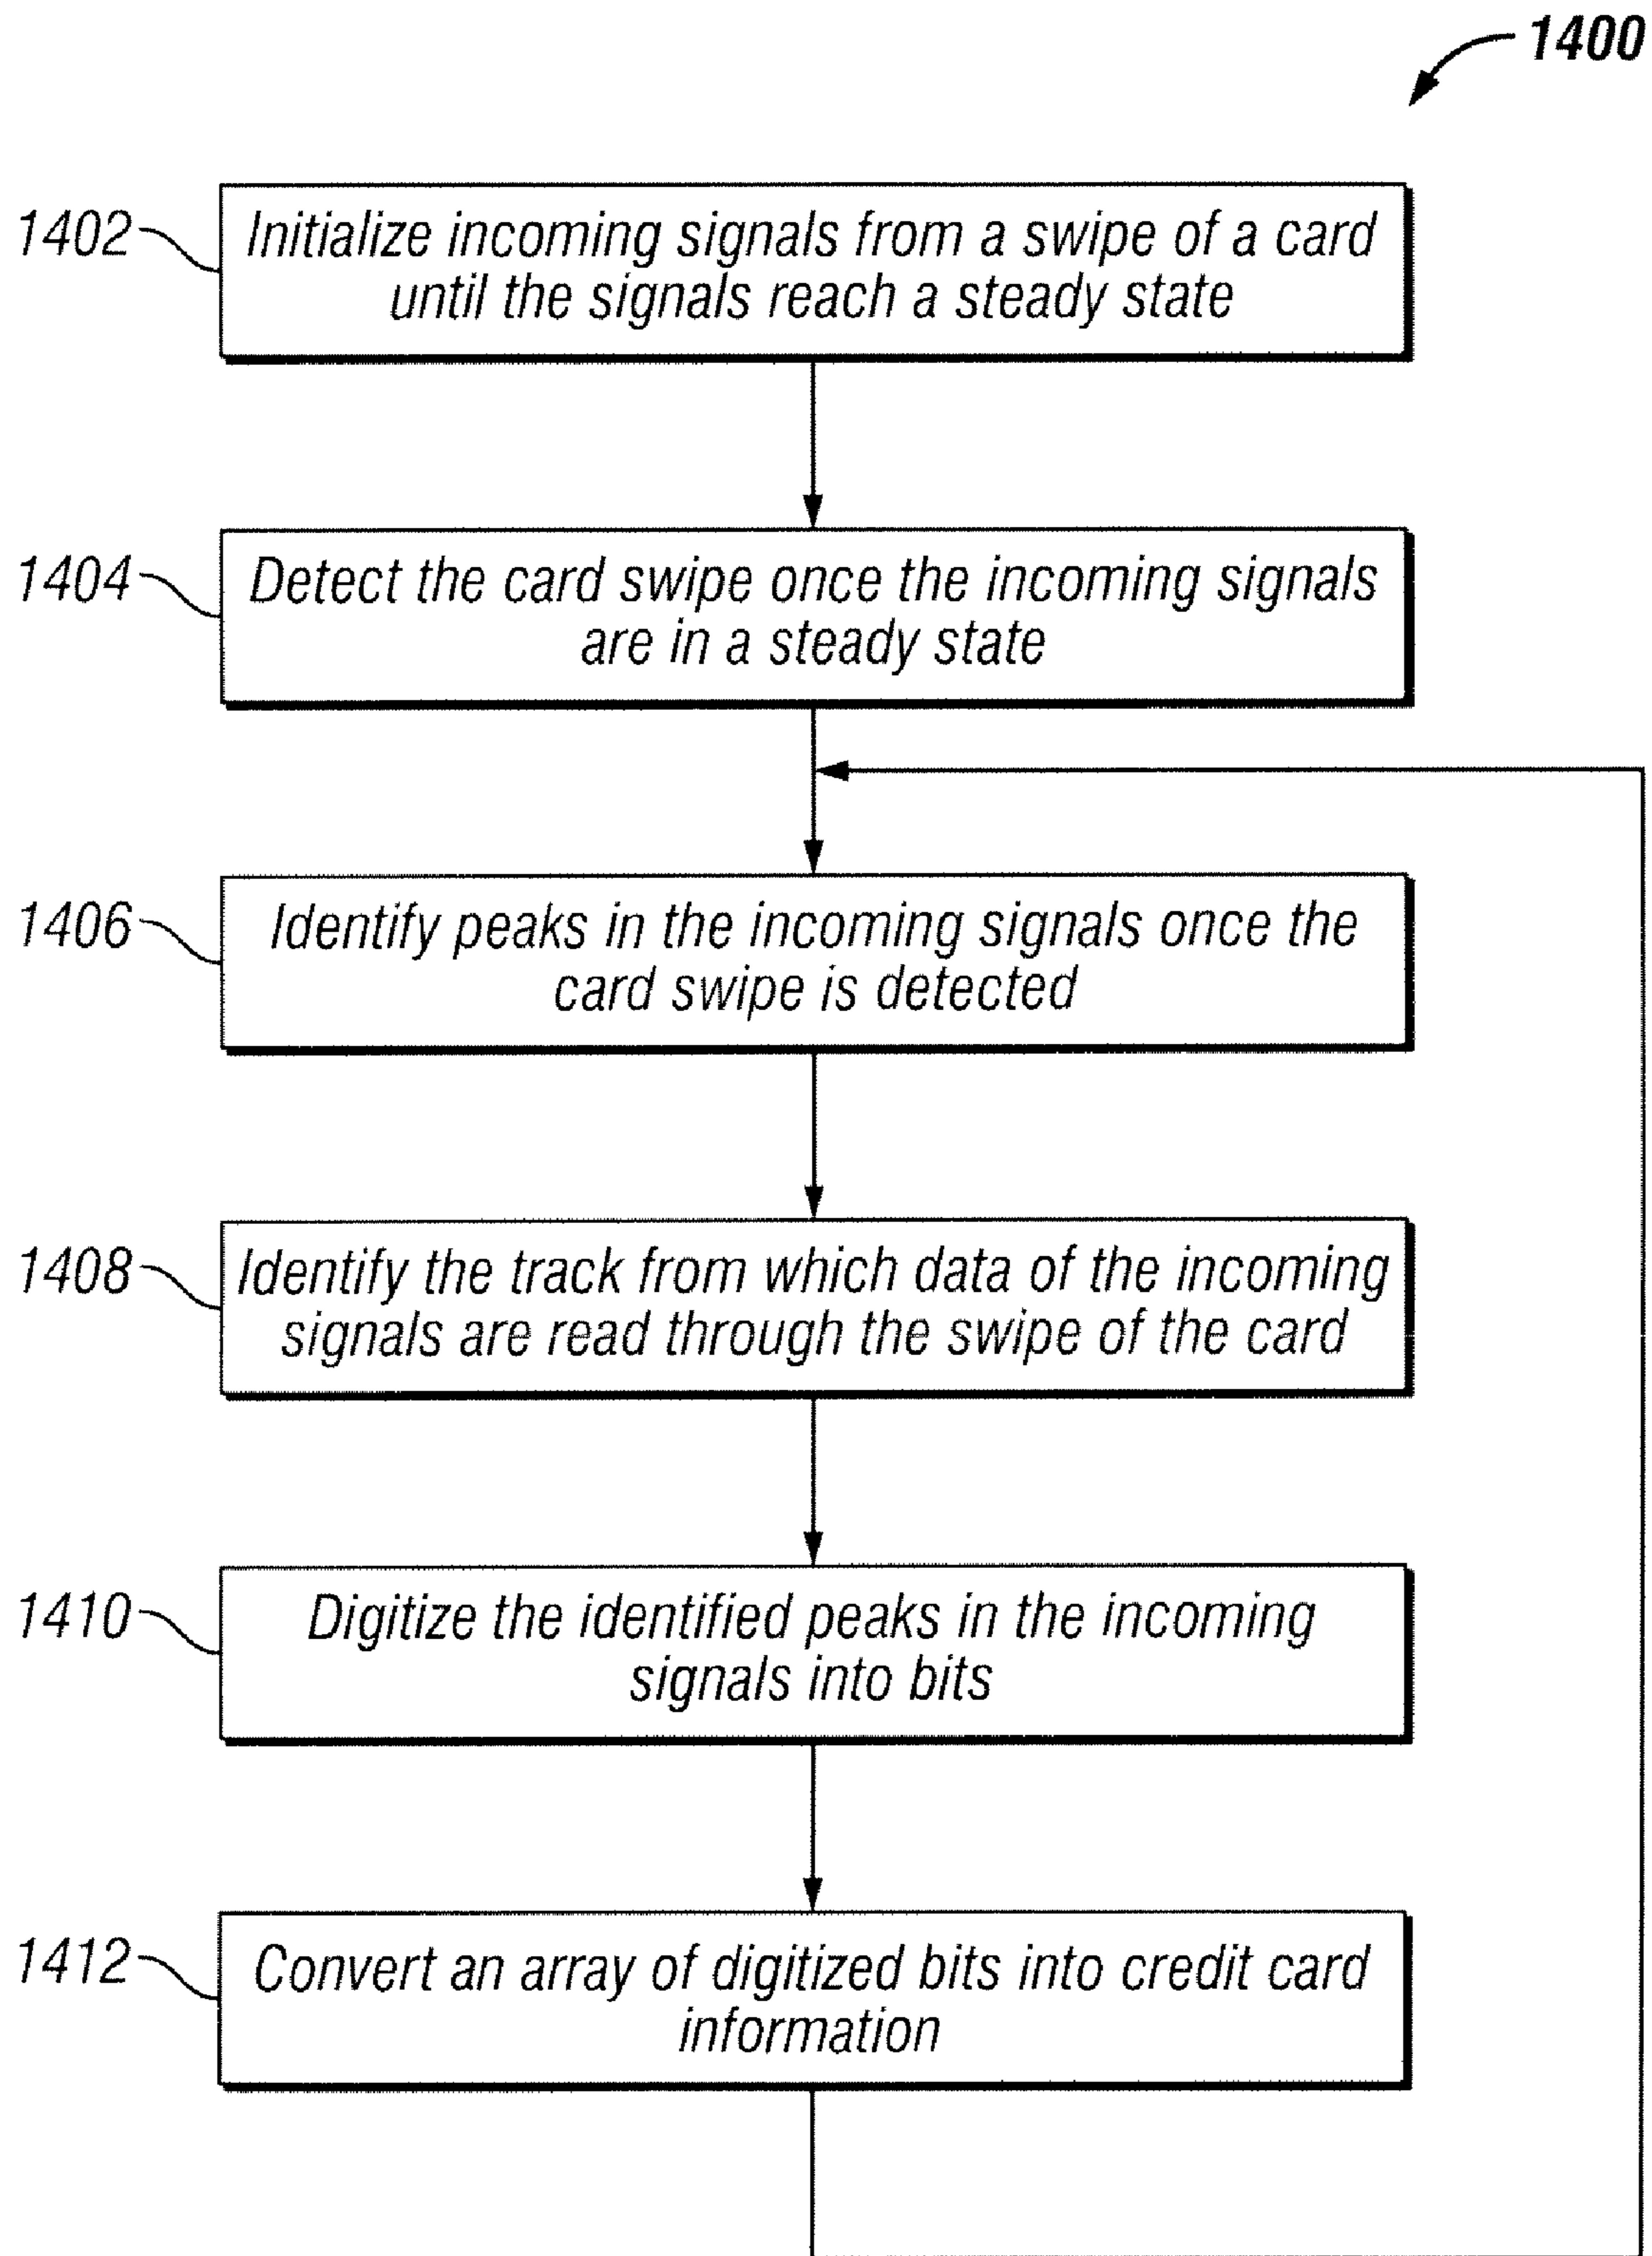 1400
1402
Initialize incoming signals from a swipe of a card
until the signals reach a steady state
1404
Detect the card swipe once the incoming signals
are in a steady state
1406
Identify peaks in the incoming signals once the
card swipe is detected
1408
Identify the track from which data of the incoming
signals are read through the swipe of the card
1410
Digitize the identified peaks in the incoming
signals into bits
1412
Convert an array of digitized bits into credit card
information